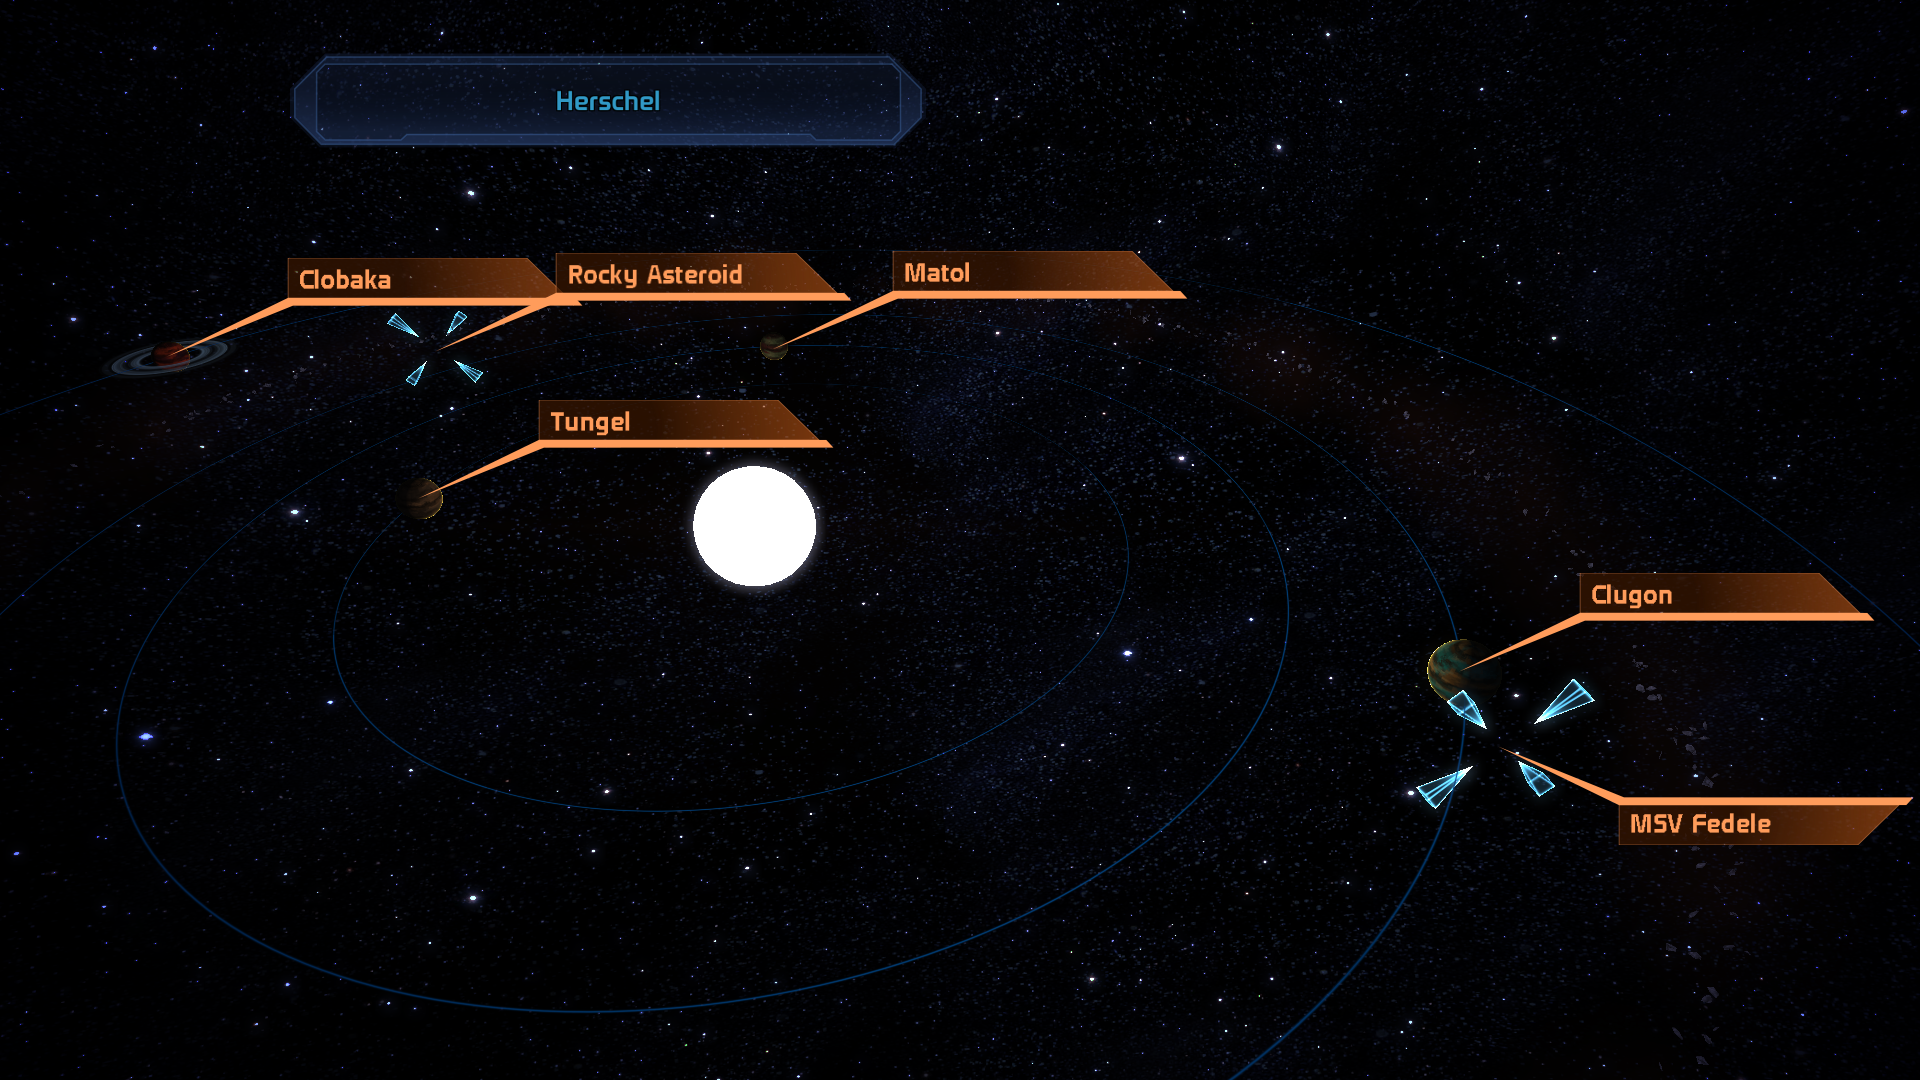 Herschel
Clobaka
Rocky Asteroid
Matol
Tungel
Clugon
MSV Fedele